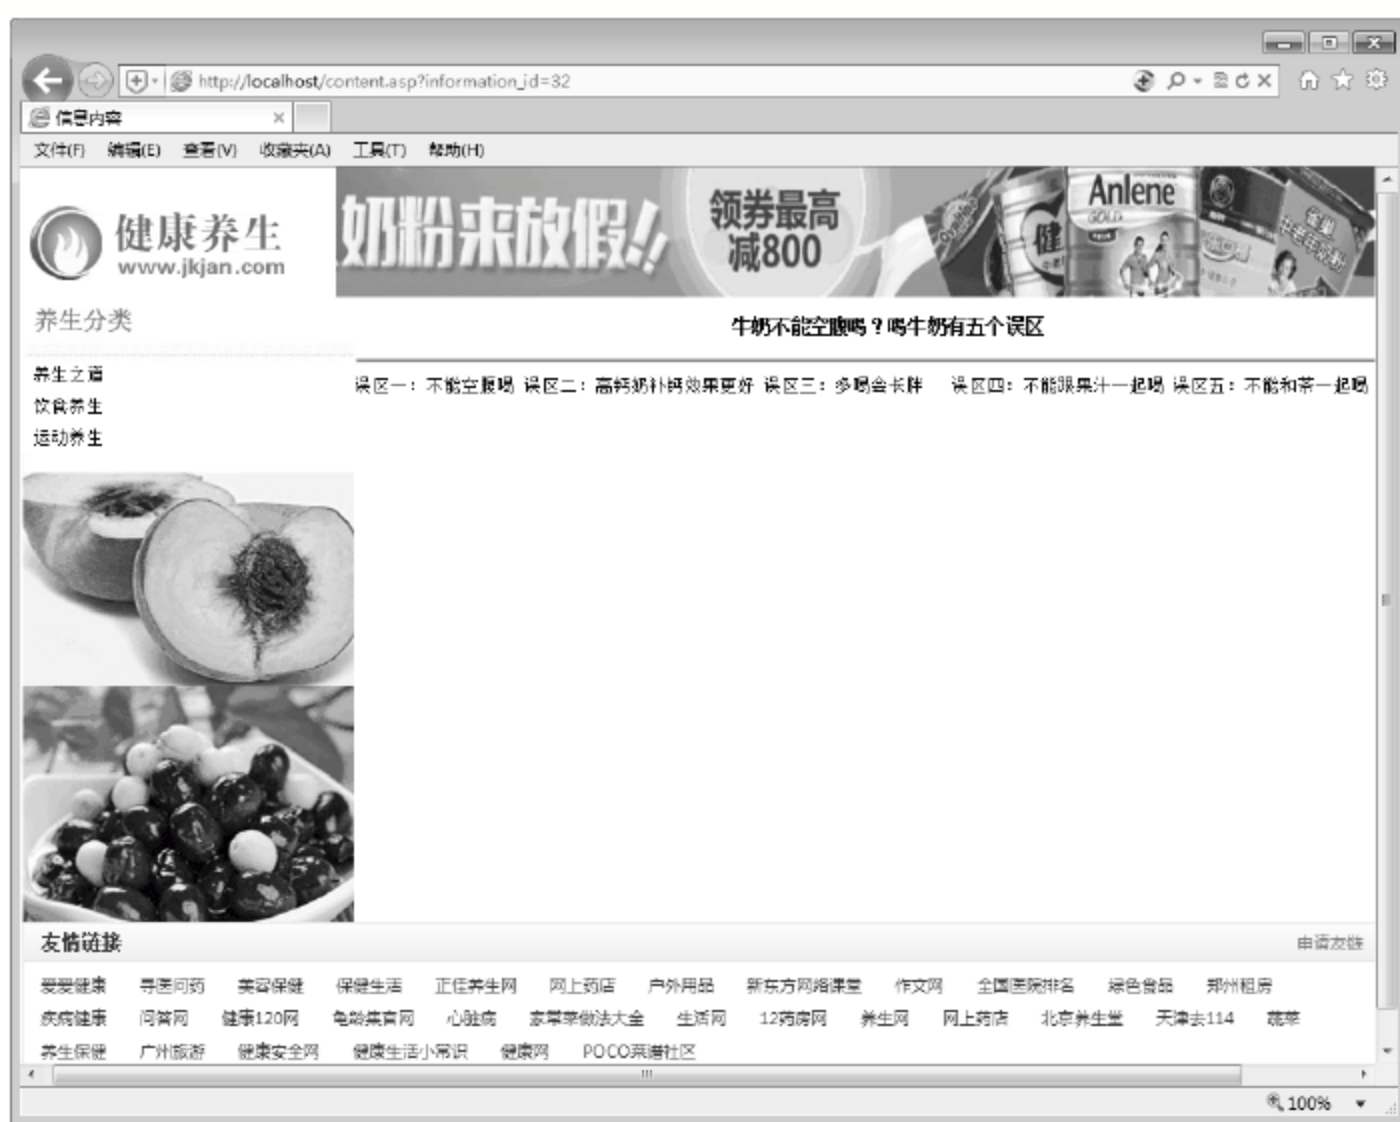 http://localhost/content.asp?information_id=32
信息内容
文件(F) 编辑(E) 查看(V) 收藏夹(A) 工具(T) 帮助(H)
健康养生
www.jkjan.com
奶粉来放假!!
领券最高
减800
Anlene
GOLD
健
养生分类
养生之道
饮食养生
运动养生
牛奶不能空腹喝？喝牛奶有五个误区
误区一：不能空腹喝 误区二：高钙奶补钙效果更好 误区三：多喝会长胖 误区四：不能跟果汁一起喝 误区五：不能和茶一起喝
友情链接 申请友链
爱爱健康 寻医问药 美容保健 保健生活 正任养生网 网上药店 户外用品 新东方网络课堂 作文网 全国医院排名 绿色食品 郑州租房
疾病健康 问答网 健康120网 龟龄集官网 心脏病 家常菜做法大全 生活网 12药房网 养生网 网上药店 北京养生堂 天津去114 蔬菜
养生保健 广州旅游 健康安全网 健康生活小常识 健康网 POCO菜谱社区
100%